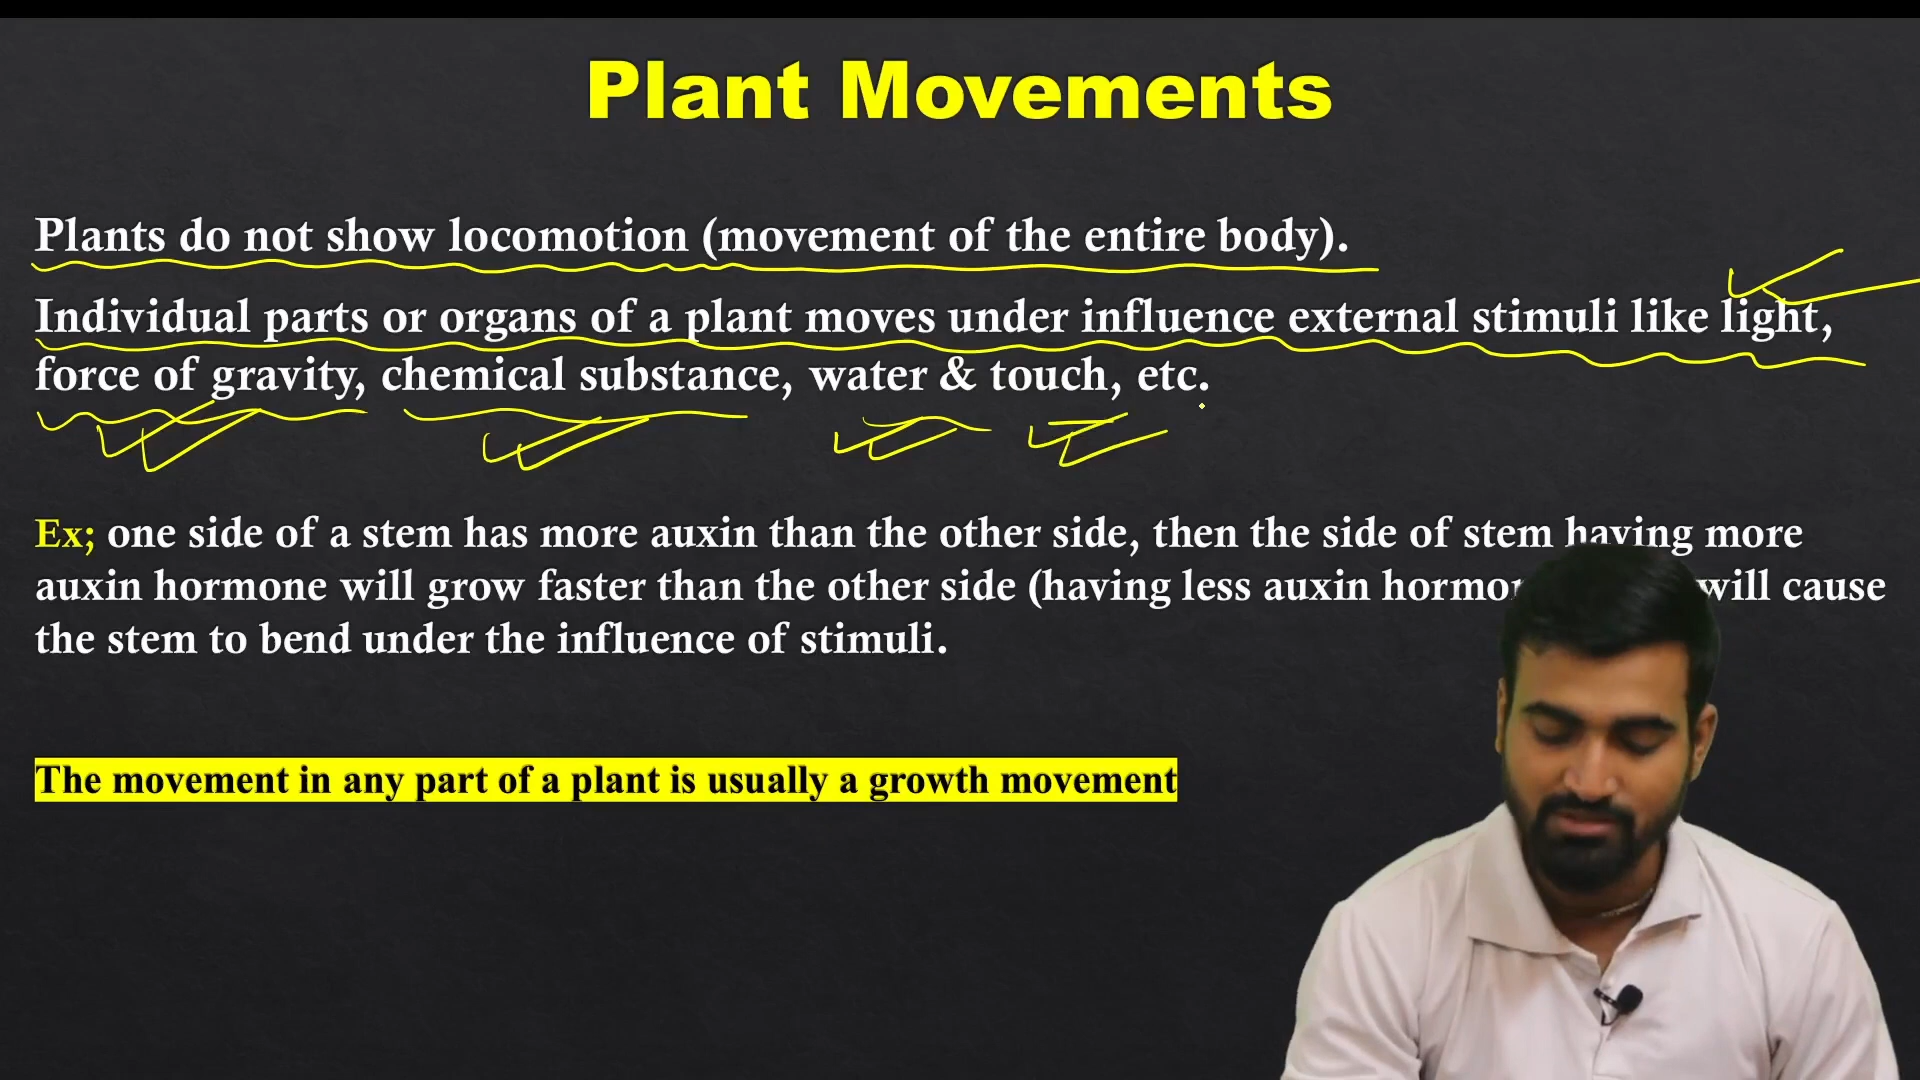 Plant Movements
Plants do not show locomotion (movement of the entire body).
Individual parts or organs of a plant moves under influence external stimuli like light,
force of gravity, chemical substance, water & touch, etc.
Ex; one side of a stem has more auxin than the other side, then the side of stem having more
auxin hormone will grow faster than the other side (having less auxin will cause
the stem to bend under the influence of stimuli.
The movement in any part of a plant is usually a growth movement